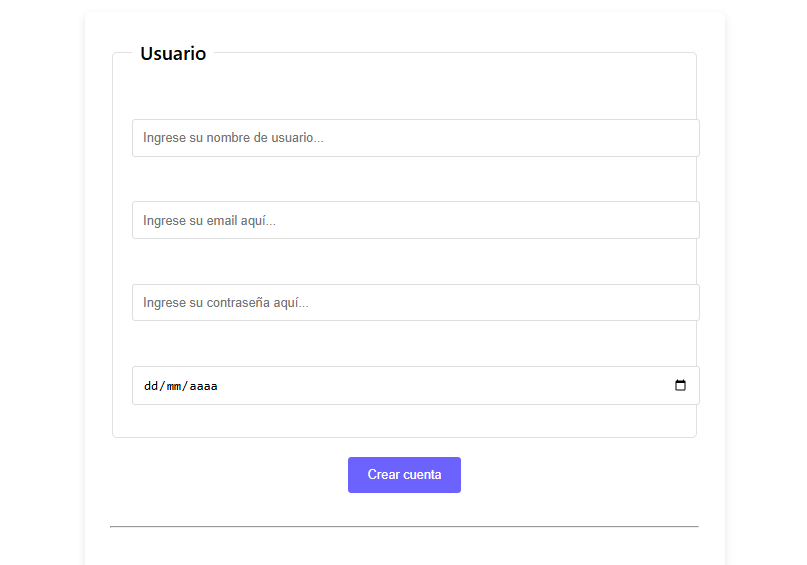 Usuario
Ingrese su nombre de usuario...
Ingrese su email aquí...
Ingrese su contraseña aquí...
dd/mm/aaaa
Crear cuenta